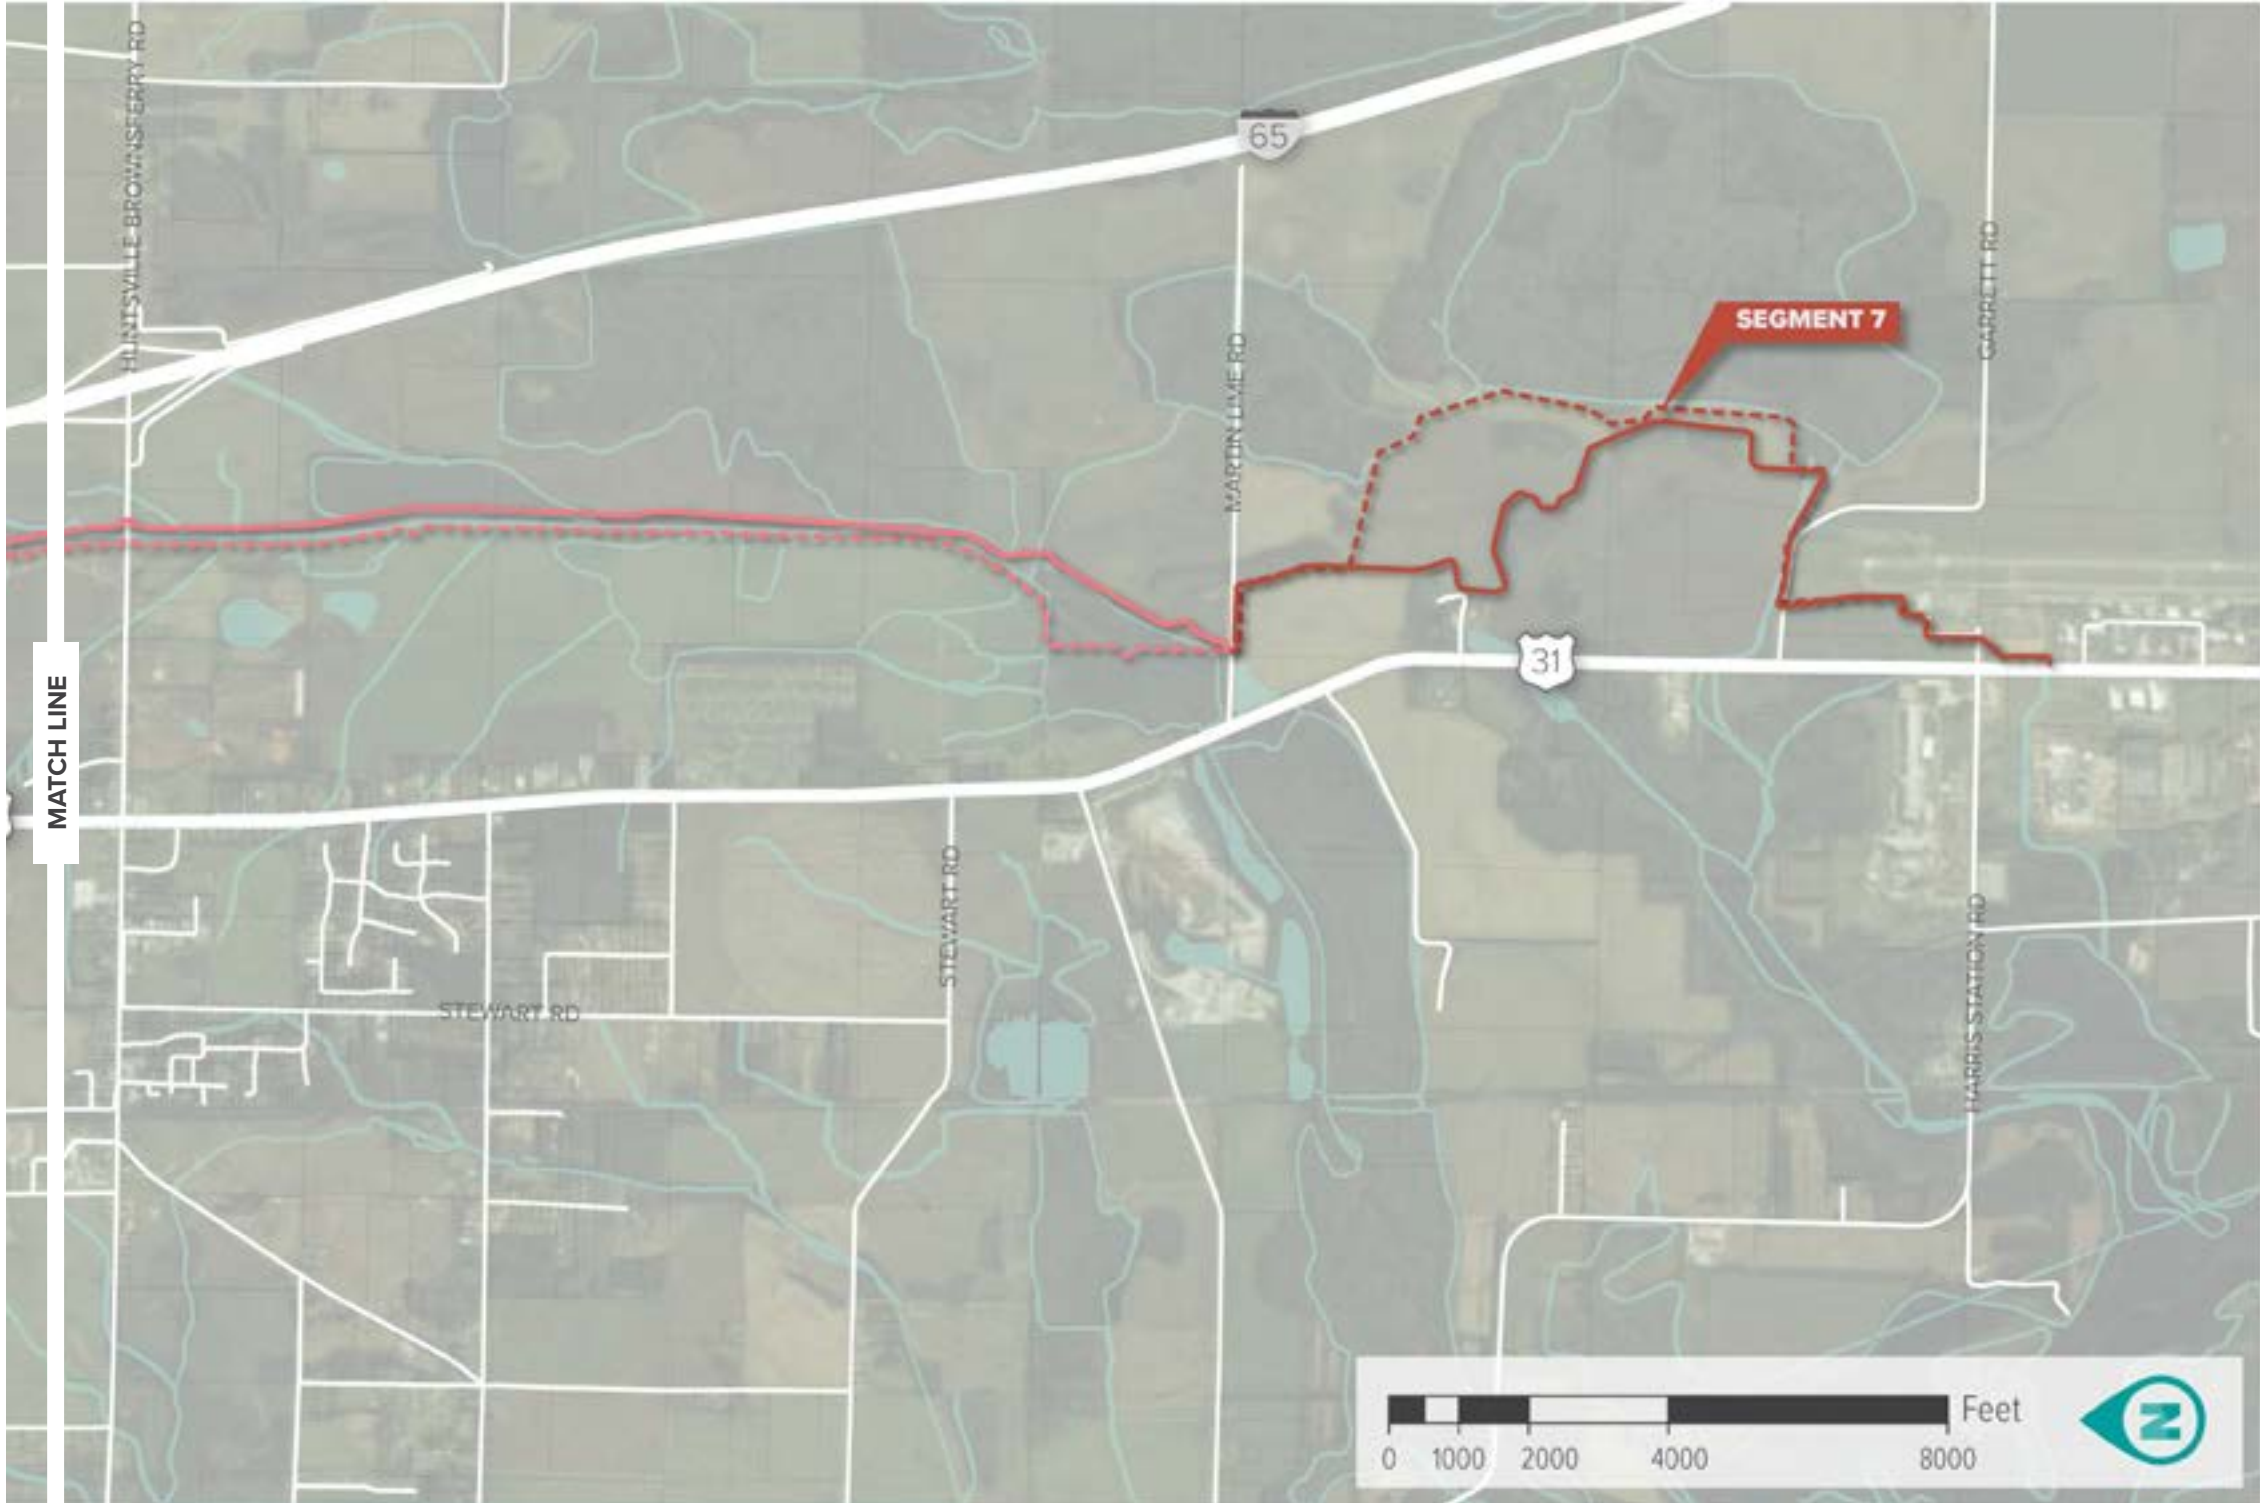 HUNTSVILLE BROWNSFERRY RD
65
MARTIN LYLE RD
GARRETT RD
SEGMENT 7
31
MATCH LINE
STEWART RD
STEWART RD
HARRIS STATION RD
Feet
0 1000 2000 4000 8000
N